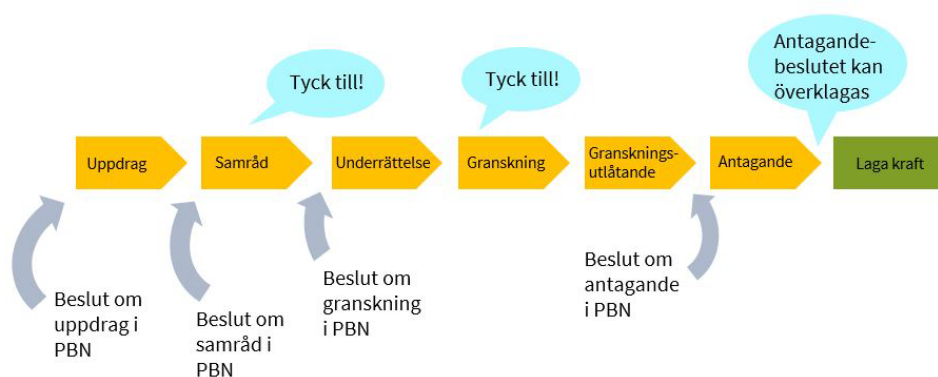 Tyck till!
Tyck till!
Antagande-
beslutet kan
överklagas
Uppdrag
Samråd
Underrättelse
Granskning
Gransknings-
utlåtande
Antagande
Laga kraft
Beslut om
uppdrag i
PBN
Beslut om
samråd i
PBN
Beslut om
granskning
i PBN
Beslut om
antagande
i PBN